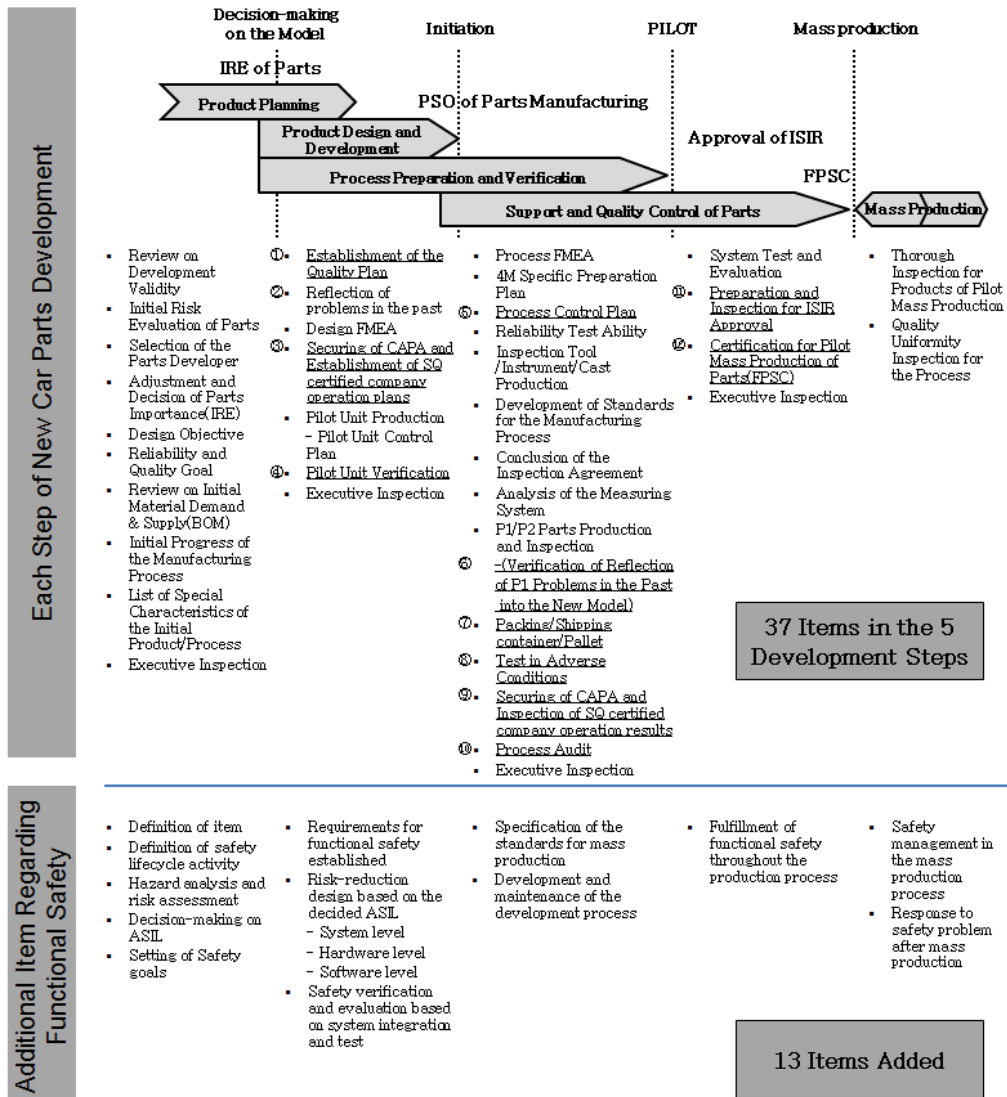 Decision-making
on the Model
Initiation
PILOT
Mass production
IRE of Parts
Product Planning
PSO of Parts Manufacturing
Product Design and
Development
Approval of ISIR
Process Preparation and Verification
FPSC
Support and Quality Control of Parts
Mass Production
Each Step of New Car Parts Development
▪ Review on
Development
Validity
▪ Initial Risk
Evaluation of Parts
▪ Selection of the
Parts Developer
▪ Adjustment and
Decision of Parts
Importance(IRE)
▪ Design Objective
▪ Reliability and
Quality Goal
▪ Review on Initial
Material Demand
& Supply(BOM)
▪ Initial Progress of
the Manufacturing
Process
▪ List of Special
Characteristics of
the Initial
Product/Process
▪ Executive Inspection
①▪ Establishment of the
Quality Plan
②▪ Reflection of
problems in the past
▪ Design FMEA
③▪ Securing of CAPA and
Establishment of SQ
certified company
operation plans
▪ Pilot Unit Production
- Pilot Unit Control
Plan
④▪ Pilot Unit Verification
▪ Executive Inspection
▪ Process FMEA
▪ 4M Specific Preparation
Plan
⑤▪ Process Control Plan
▪ Reliability Test Ability
▪ Inspection Tool
/Instrument/Cast
Production
▪ Development of Standards
for the Manufacturing
Process
▪ Conclusion of the
Inspection Agreement
▪ Analysis of the Measuring
System
▪ P1/P2 Parts Production
and Inspection
⑥ -(Verification of Reflection
of P1 Problems in the Past
into the New Model)
⑦▪ Packing/Shipping
container/Pallet
⑧▪ Test in Adverse
Conditions
⑨▪ Securing of CAPA and
Inspection of SQ certified
company operation results
⑩▪ Process Audit
▪ Executive Inspection
▪ System Test and
Evaluation
⑪▪ Preparation and
Inspection for ISIR
Approval
⑫▪ Certification for Pilot
Mass Production of
Parts(FPSC)
▪ Executive Inspection
▪ Thorough
Inspection for
Products of Pilot
Mass Production
▪ Quality
Uniformity
Inspection for
the Process
37 Items in the 5
Development Steps
Additional Item Regarding
Functional Safety
▪ Definition of item
▪ Definition of safety
lifecycle activity
▪ Hazard analysis and
risk assessment
▪ Decision-making on
ASIL
▪ Setting of Safety
goals
▪ Requirements for
functional safety
established
▪ Risk-reduction
design based on the
decided ASIL
- System level
- Hardware level
- Software level
▪ Safety verification
and evaluation based
on system integration
and test
▪ Specification of the
standards for mass
production
▪ Development and
maintenance of the
development process
▪ Fulfillment of
functional safety
throughout the
production process
▪ Safety
management in
the mass
production
process
▪ Response to
safety problem
after mass
production
13 Items Added